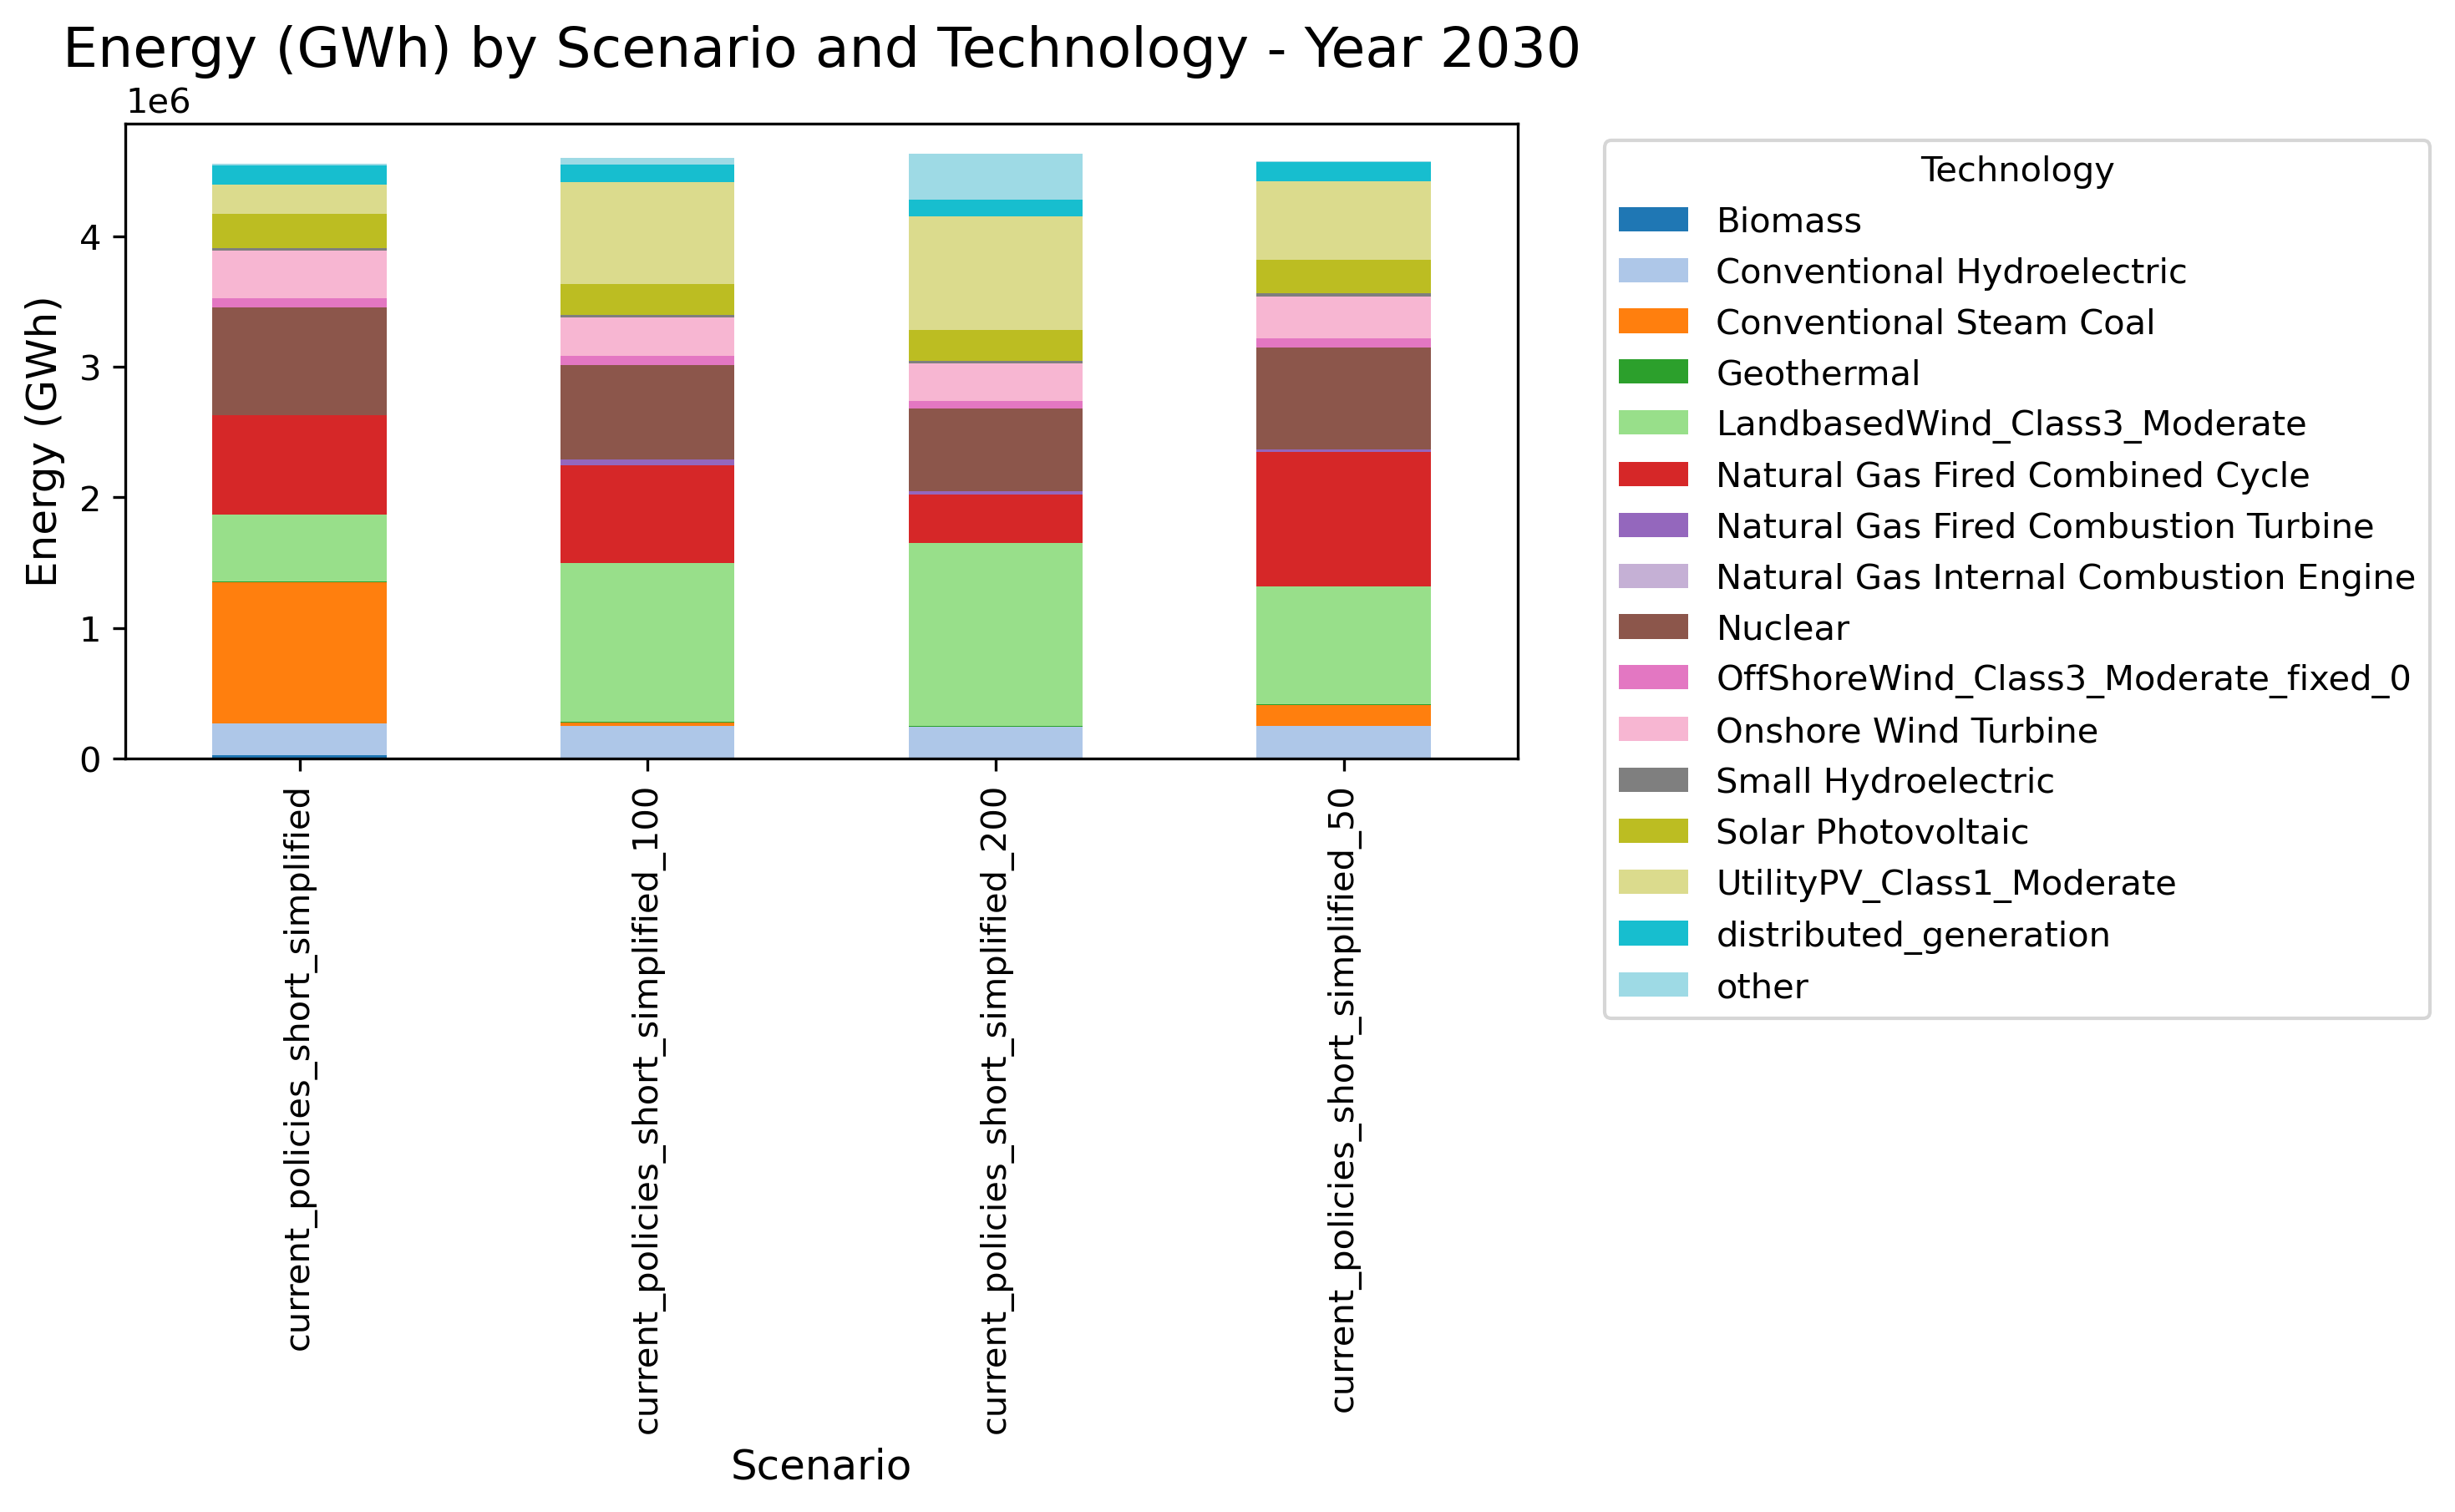 Energy (GWh) by Scenario and Technology - Year 2030
1e6
Energy (GWh)
4
3
2
1
0
current_policies_short_simplified
current_policies_short_simplified_100
current_policies_short_simplified_200
current_policies_short_simplified_50
Scenario
Technology
Biomass
Conventional Hydroelectric
Conventional Steam Coal
Geothermal
LandbasedWind_Class3_Moderate
Natural Gas Fired Combined Cycle
Natural Gas Fired Combustion Turbine
Natural Gas Internal Combustion Engine
Nuclear
OffShoreWind_Class3_Moderate_fixed_0
Onshore Wind Turbine
Small Hydroelectric
Solar Photovoltaic
UtilityPV_Class1_Moderate
distributed_generation
other